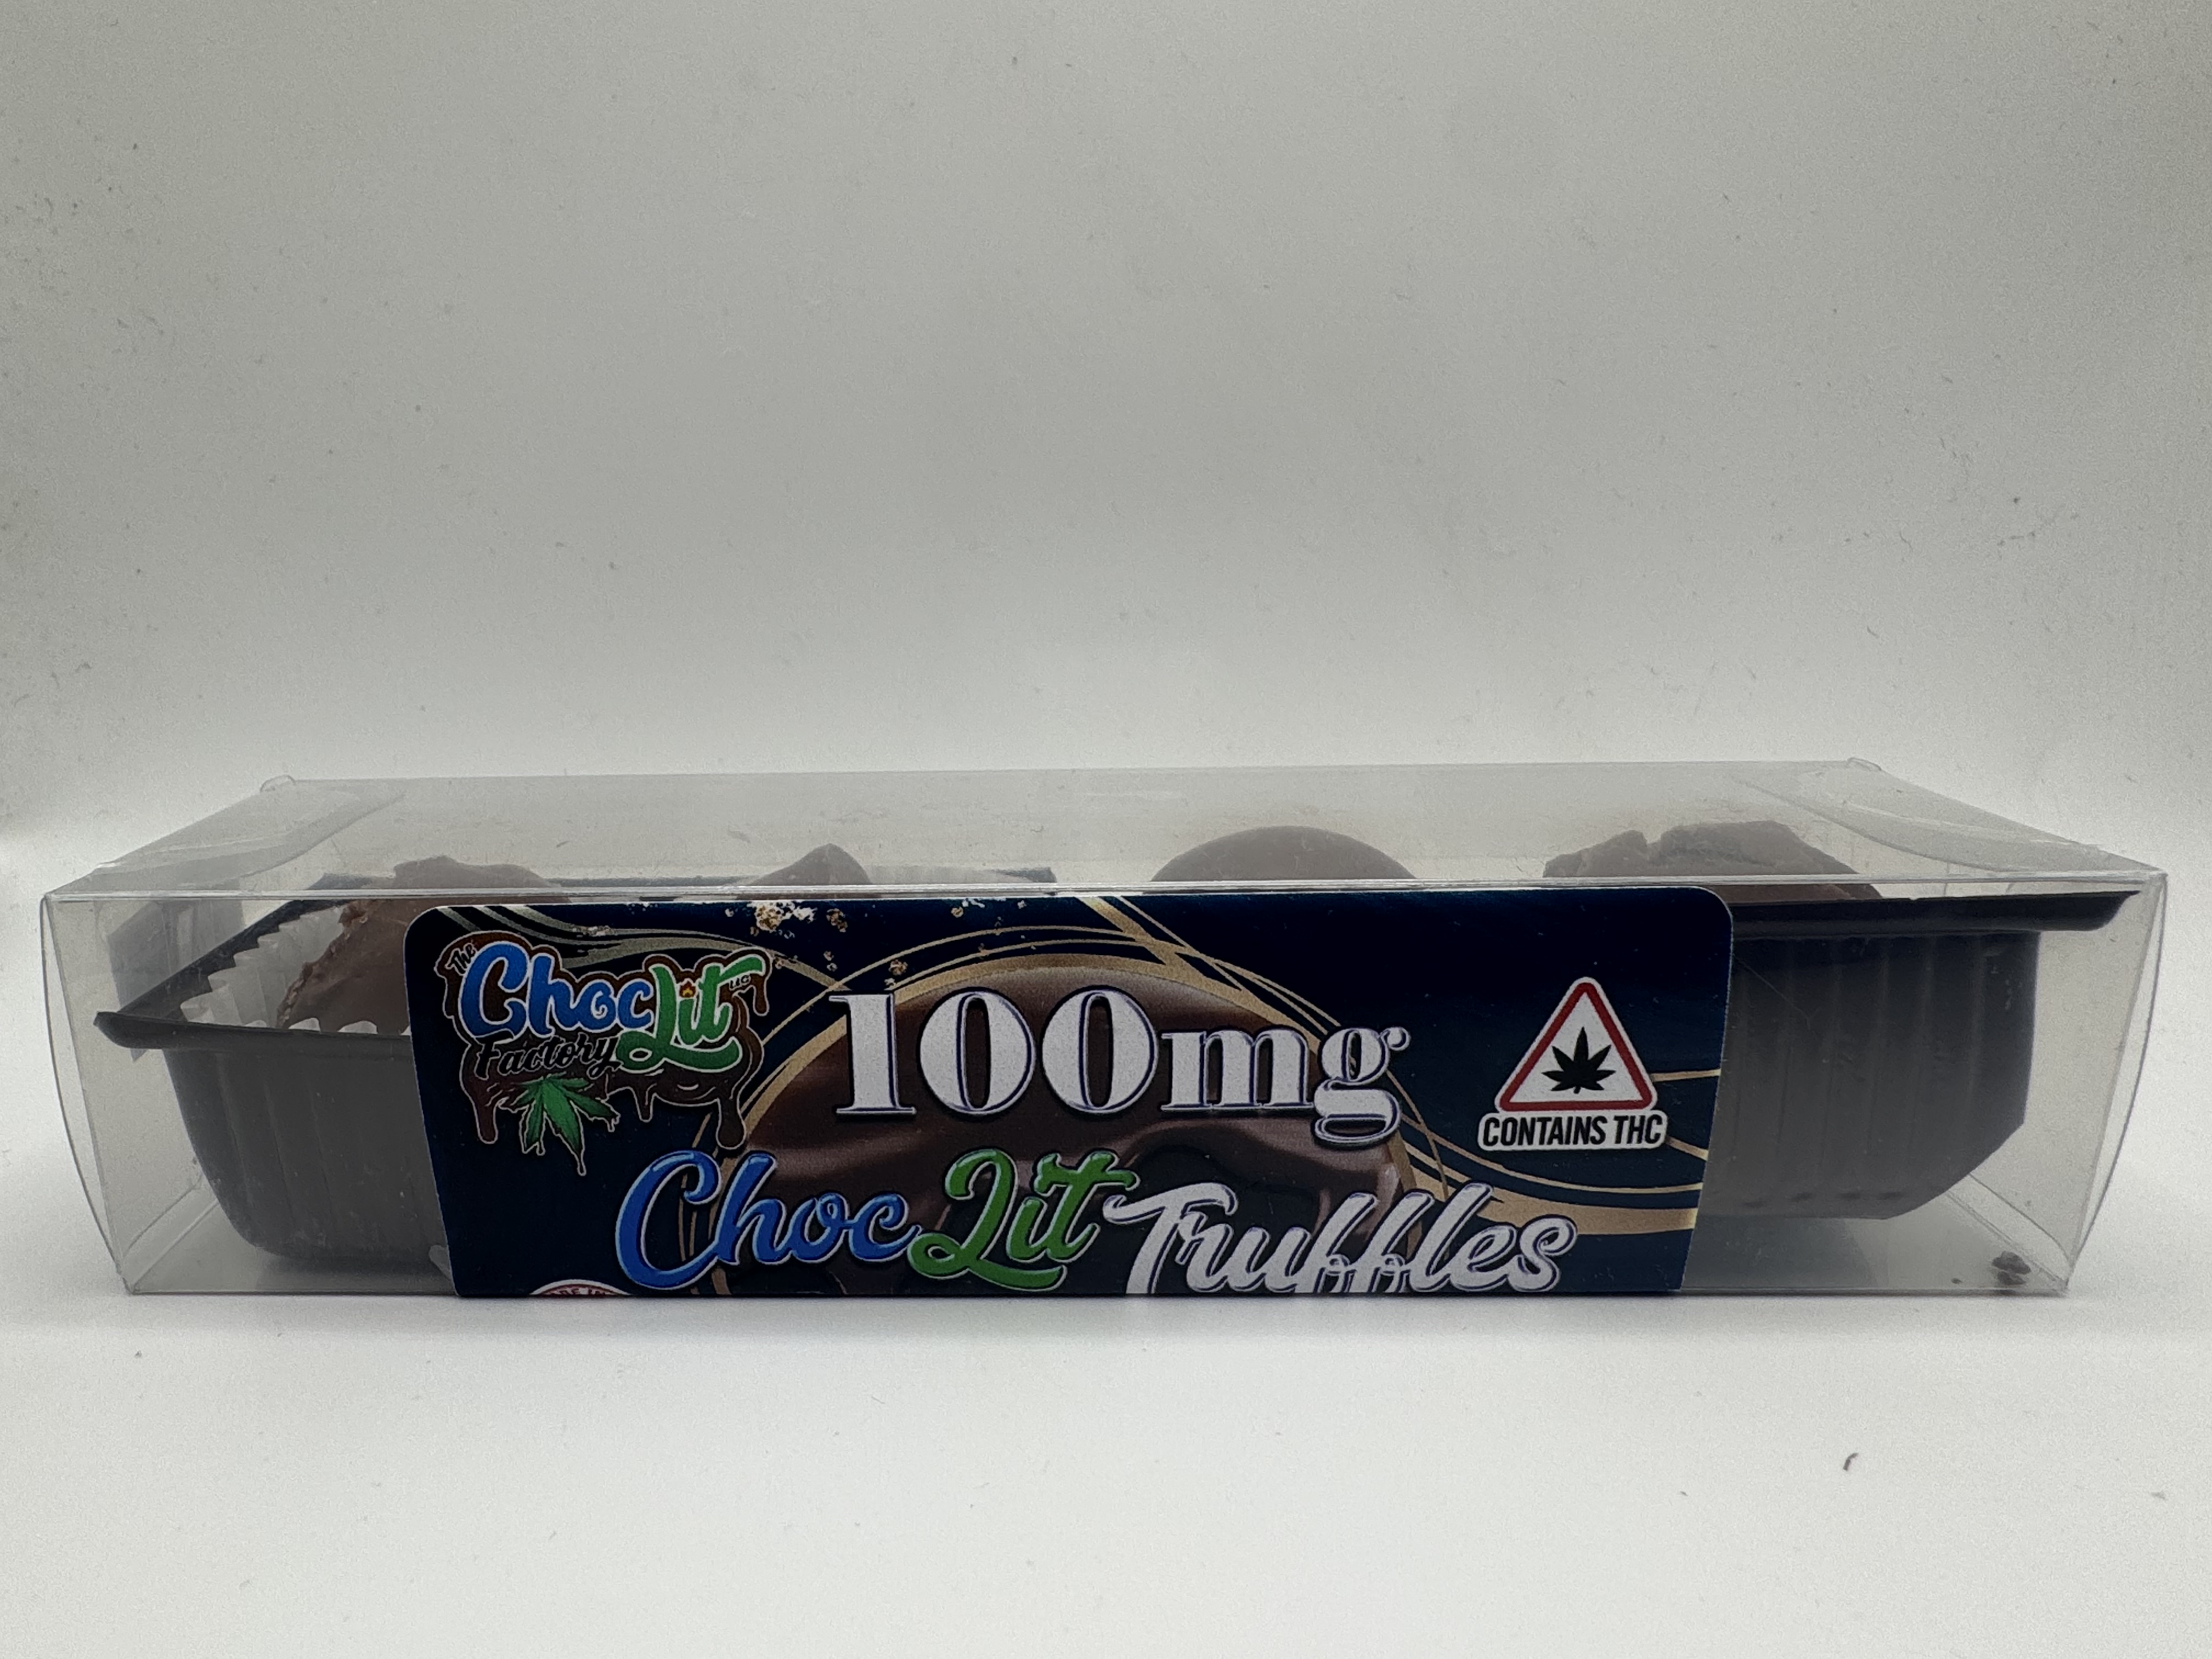 The
ChocLit
LLC
Factory
100mg
CONTAINS THC
ChocLit Truffles